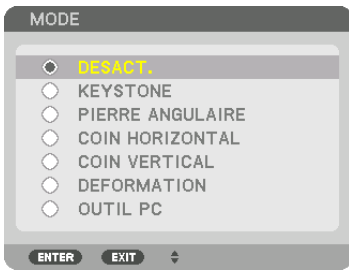 MODE
DESACT.
KEYSTONE
PIERRE ANGULAIRE
COIN HORIZONTAL
COIN VERTICAL
DEFORMATION
OUTIL PC
ENTER EXIT